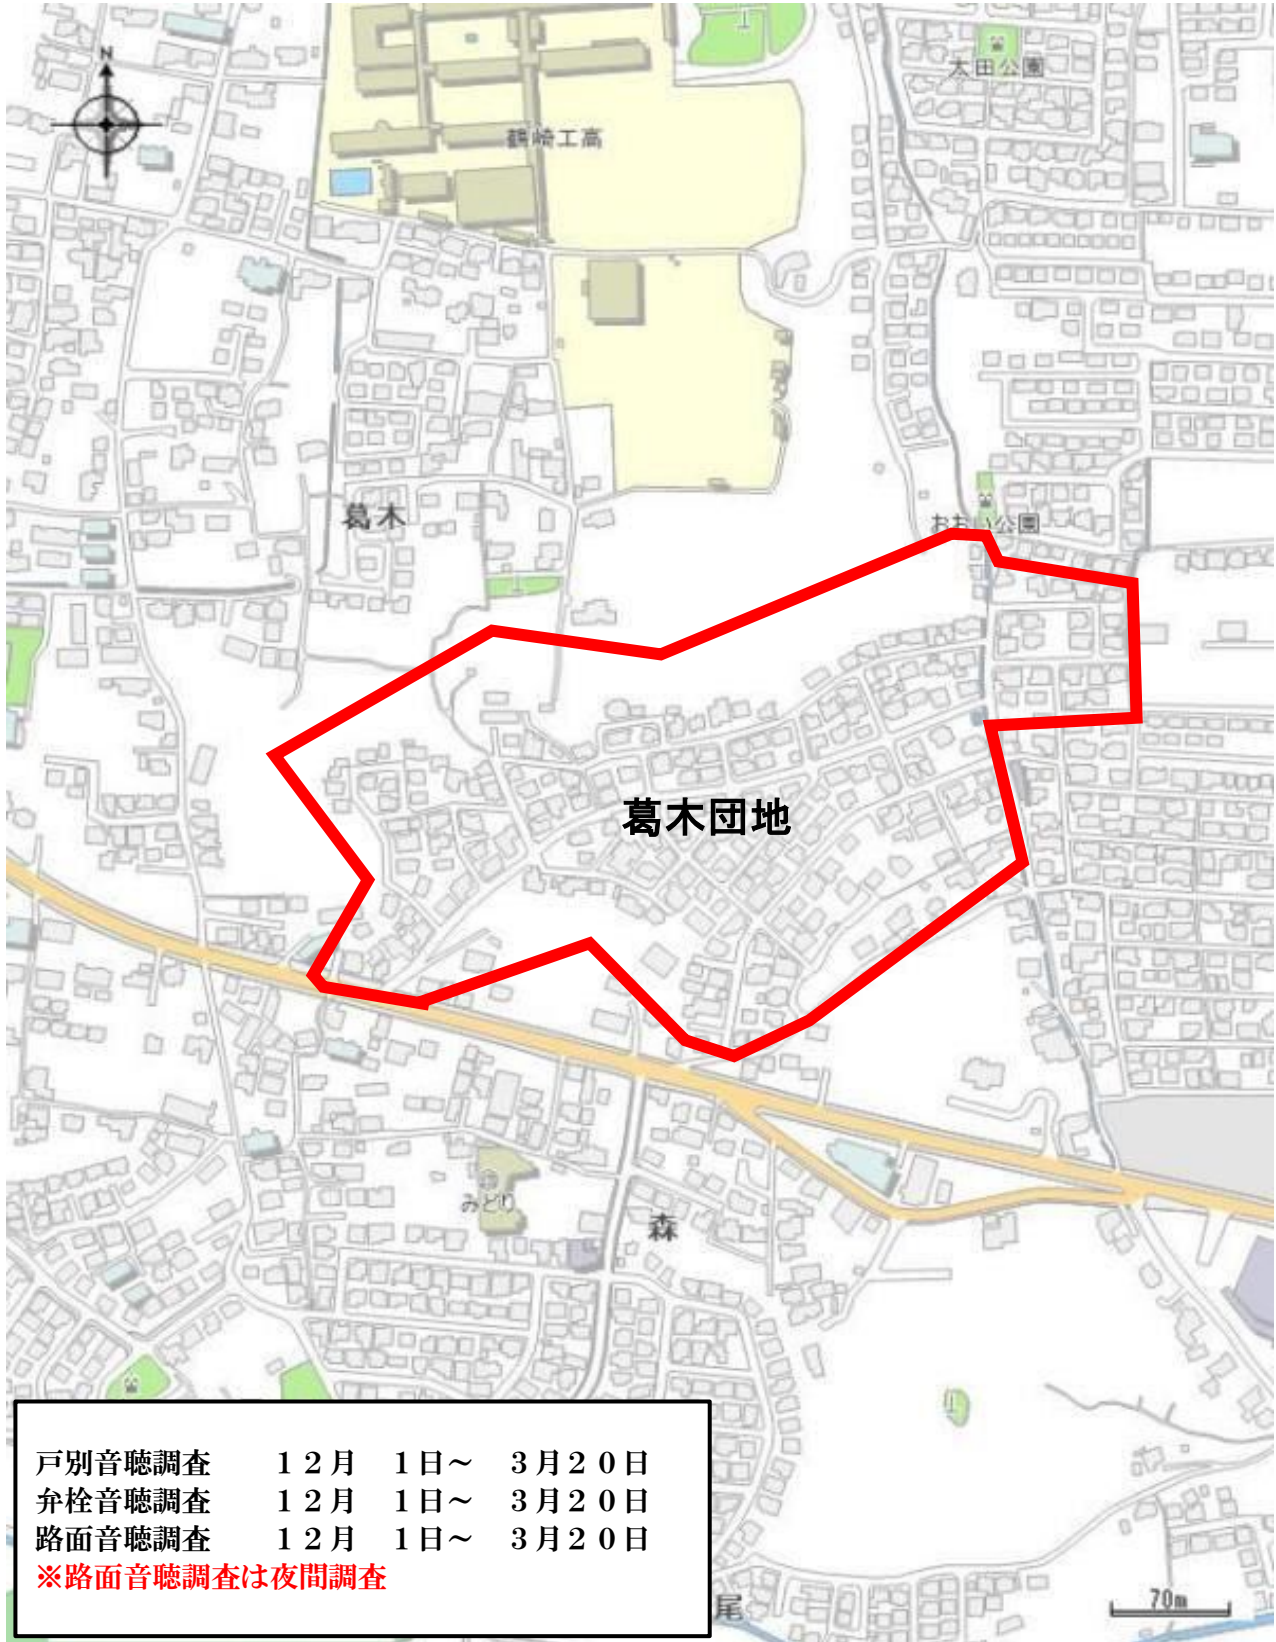 N
太田公園
鶴崎工高
葛木
おおい公園
葛木団地
みどり
森
戸別音聴調査　　１２月　１日～　３月２０日
弁栓音聴調査　　１２月　１日～　３月２０日
路面音聴調査　　１２月　１日～　３月２０日
※路面音聴調査は夜間調査
尾
70m